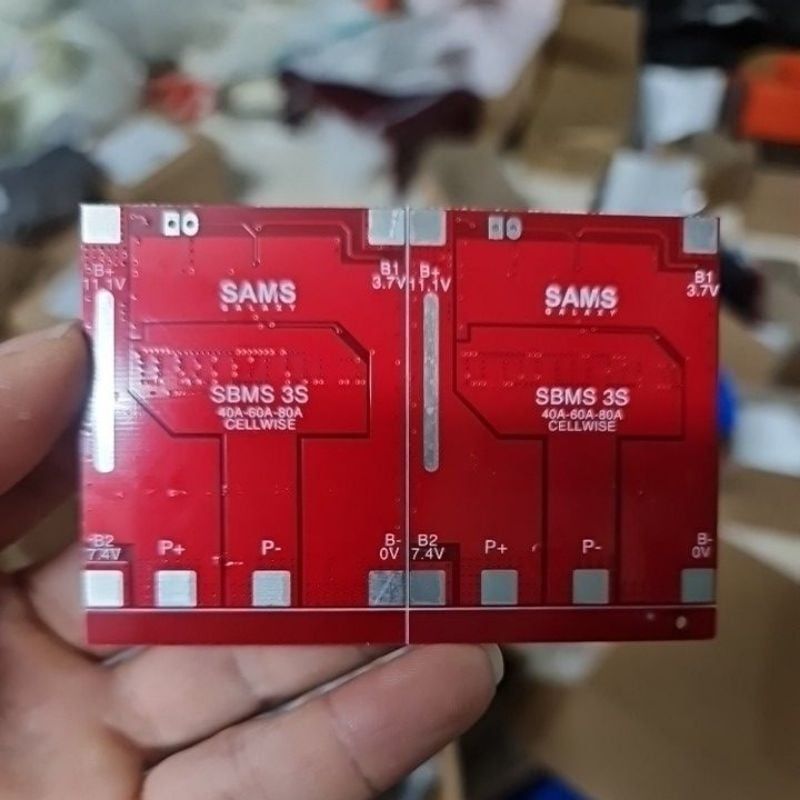 B+
11.1V
B1
3.7V
SAMS
GALAXY
SBMS 3S
40A-60A-80A
CELLWISE
B2
7.4V
P+
P-
B-
0V
B+
11.1V
B1
3.7V
SAMS
GALAXY
SBMS 3S
40A-60A-80A
CELLWISE
B2
7.4V
P+
P-
B-
0V